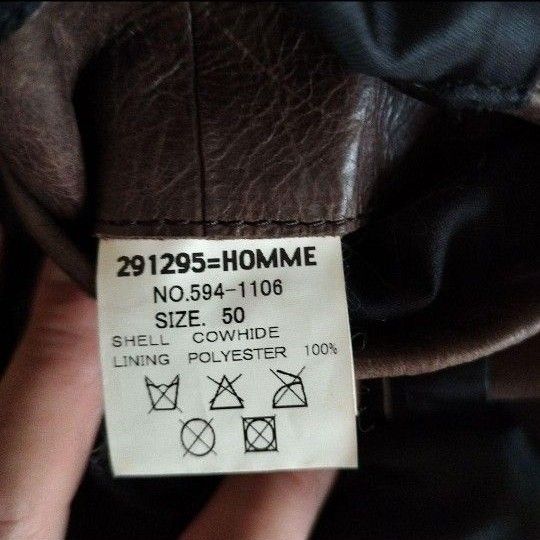 291295=HOMME
NO.594-1106
SIZE. 50
SHELL COWHIDE
LINING POLYESTER 100%